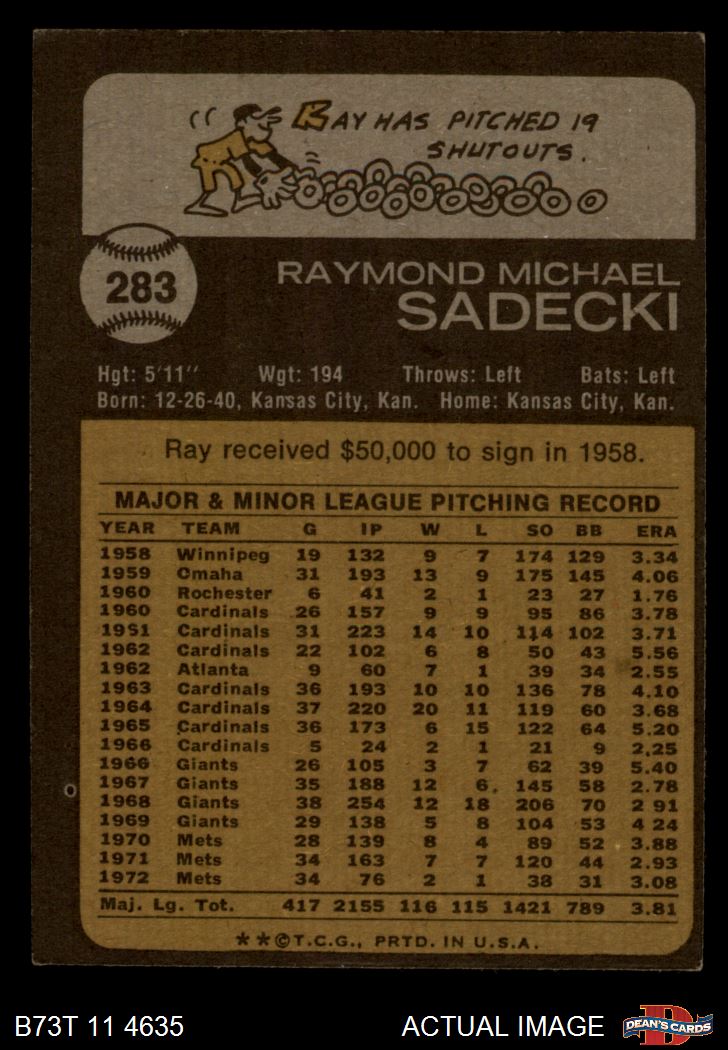 RAY HAS PITCHED 19
SHUTOUTS.
283
RAYMOND MICHAEL
SADECKI
Hgt: 5'11'' Wgt: 194 Throws: Left Bats: Left
Born: 12-26-40, Kansas City, Kan. Home: Kansas City, Kan.
Ray received $50,000 to sign in 1958.
MAJOR & MINOR LEAGUE PITCHING RECORD
YEAR TEAM G IP W L SO BB ERA
1958 Winnipeg 19 132 9 7 174 129 3.34
1959 Omaha 31 193 13 9 175 145 4.06
1960 Rochester 6 41 2 1 23 27 1.76
1960 Cardinals 26 157 9 9 95 86 3.78
1961 Cardinals 31 223 14 10 114 102 3.71
1962 Cardinals 22 102 6 8 50 43 5.56
1962 Atlanta 9 60 7 1 39 34 2.55
1963 Cardinals 36 193 10 10 136 78 4.10
1964 Cardinals 37 220 20 11 119 60 3.68
1965 Cardinals 36 173 6 15 122 64 5.20
1966 Cardinals 5 24 2 1 21 9 2.25
1966 Giants 26 105 3 7 62 39 5.40
1967 Giants 35 188 12 6. 145 58 2.78
1968 Giants 38 254 12 18 206 70 2 91
1969 Giants 29 138 5 8 104 53 4 24
1970 Mets 28 139 8 4 89 52 3.88
1971 Mets 34 163 7 7 120 44 2.93
1972 Mets 34 76 2 1 38 31 3.08
Maj. Lg. Tot. 417 2155 116 115 1421 789 3.81
**©T.C.G., PRTD. IN U.S.A.
B73T 11 4635 ACTUAL IMAGE D DEAN'S CARDS